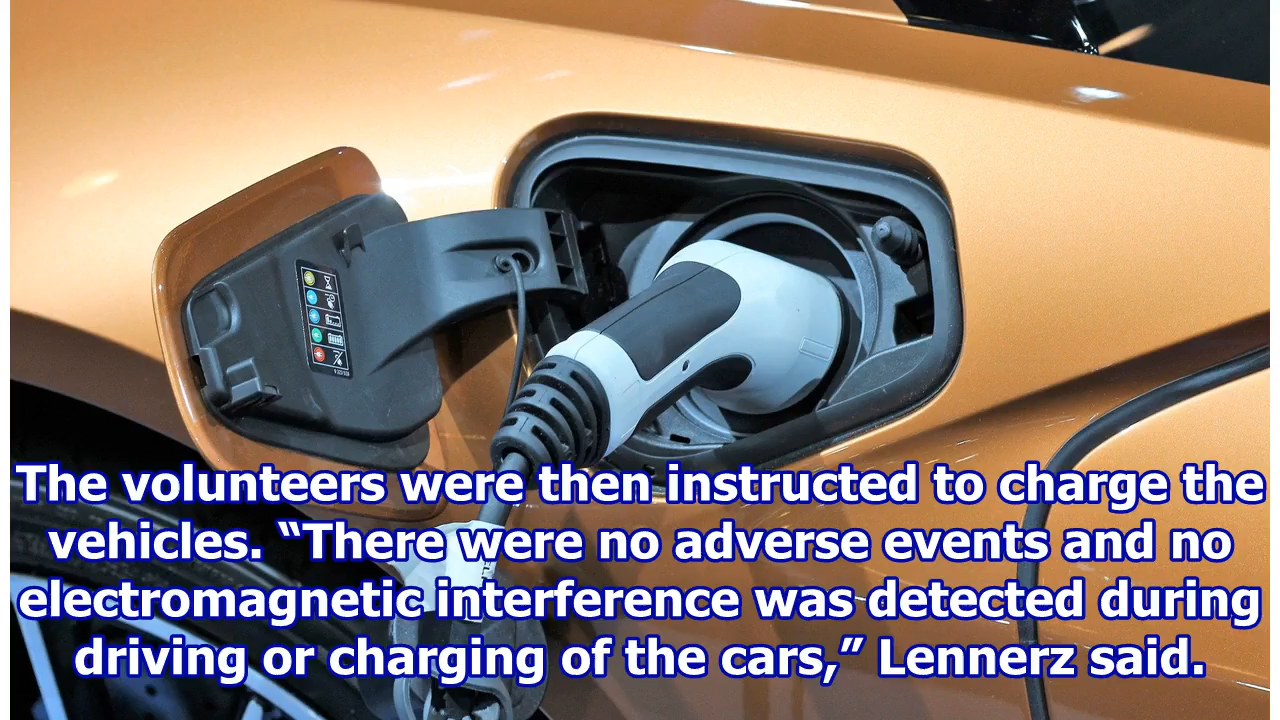 The volunteers were then instructed to charge the
vehicles. “There were no adverse events and no
electromagnetic interference was detected during
driving or charging of the cars,” Lennerz said.